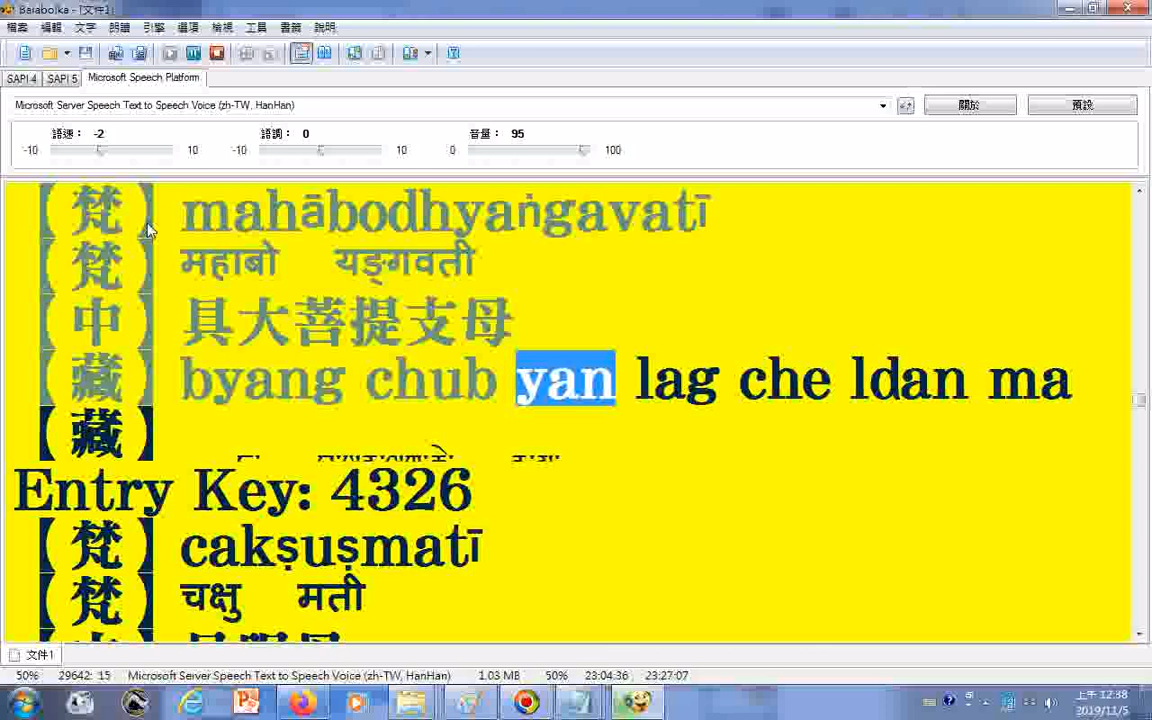 Balabolka - [文件1]
檔案 編輯 文字 朗讀 引擎 選項 檢視 工具 書籤 說明
SAPI 4 SAPI 5 Microsoft Speech Platform
Microsoft Server Speech Text to Speech Voice (zh-TW, HanHan) 關於 預設
語速： -2 語調： 0 音量： 95
-10 10 -10 10 0 100
【梵】 mahābodhyaṅgavatī
【梵】 महाबो यङ्गवती
【中】 具大菩提支母
【藏】 byang chub yan lag che ldan ma
【藏】
Entry Key: 4326
【梵】 cakṣuṣmatī
【梵】 चक्षु मती
文件1
50% 29642: 15 Microsoft Server Speech Text to Speech Voice (zh-TW, HanHan) 1.03 MB 50% 23:04:36 23:27:07
上午 12:38
2019/11/5